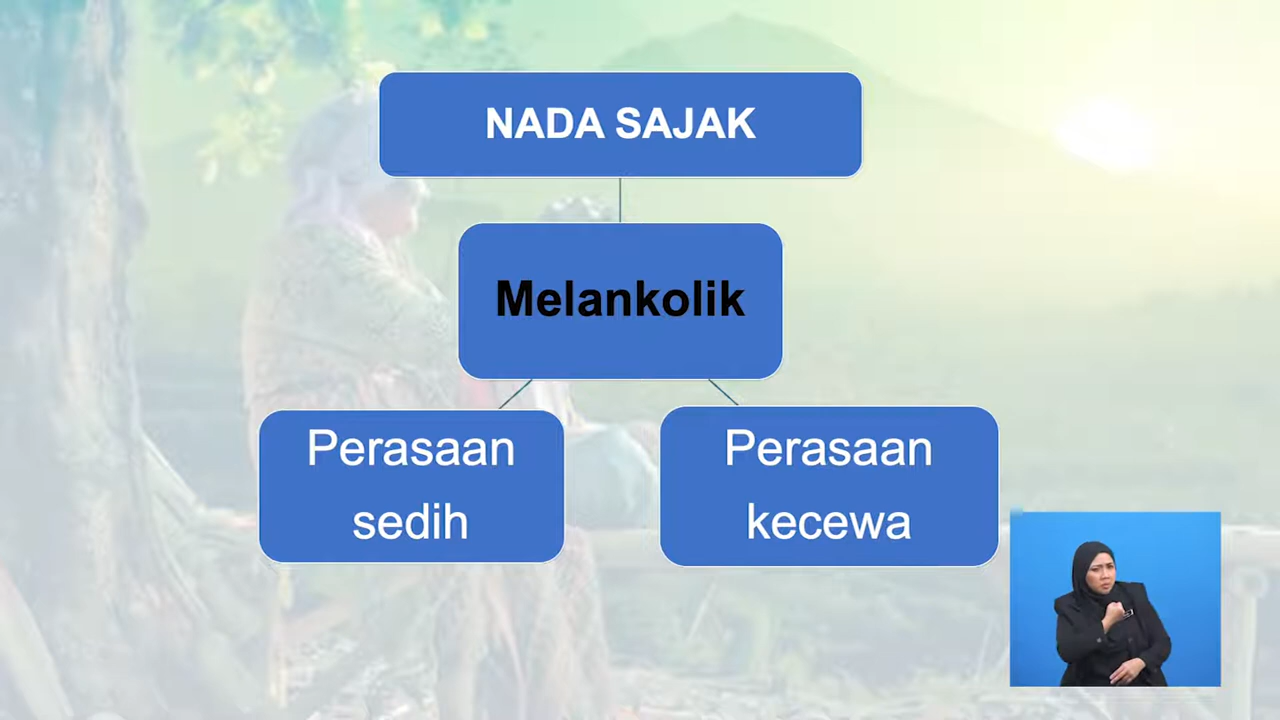 NADA SAJAK
Melankolik
Perasaan
sedih
Perasaan
kecewa